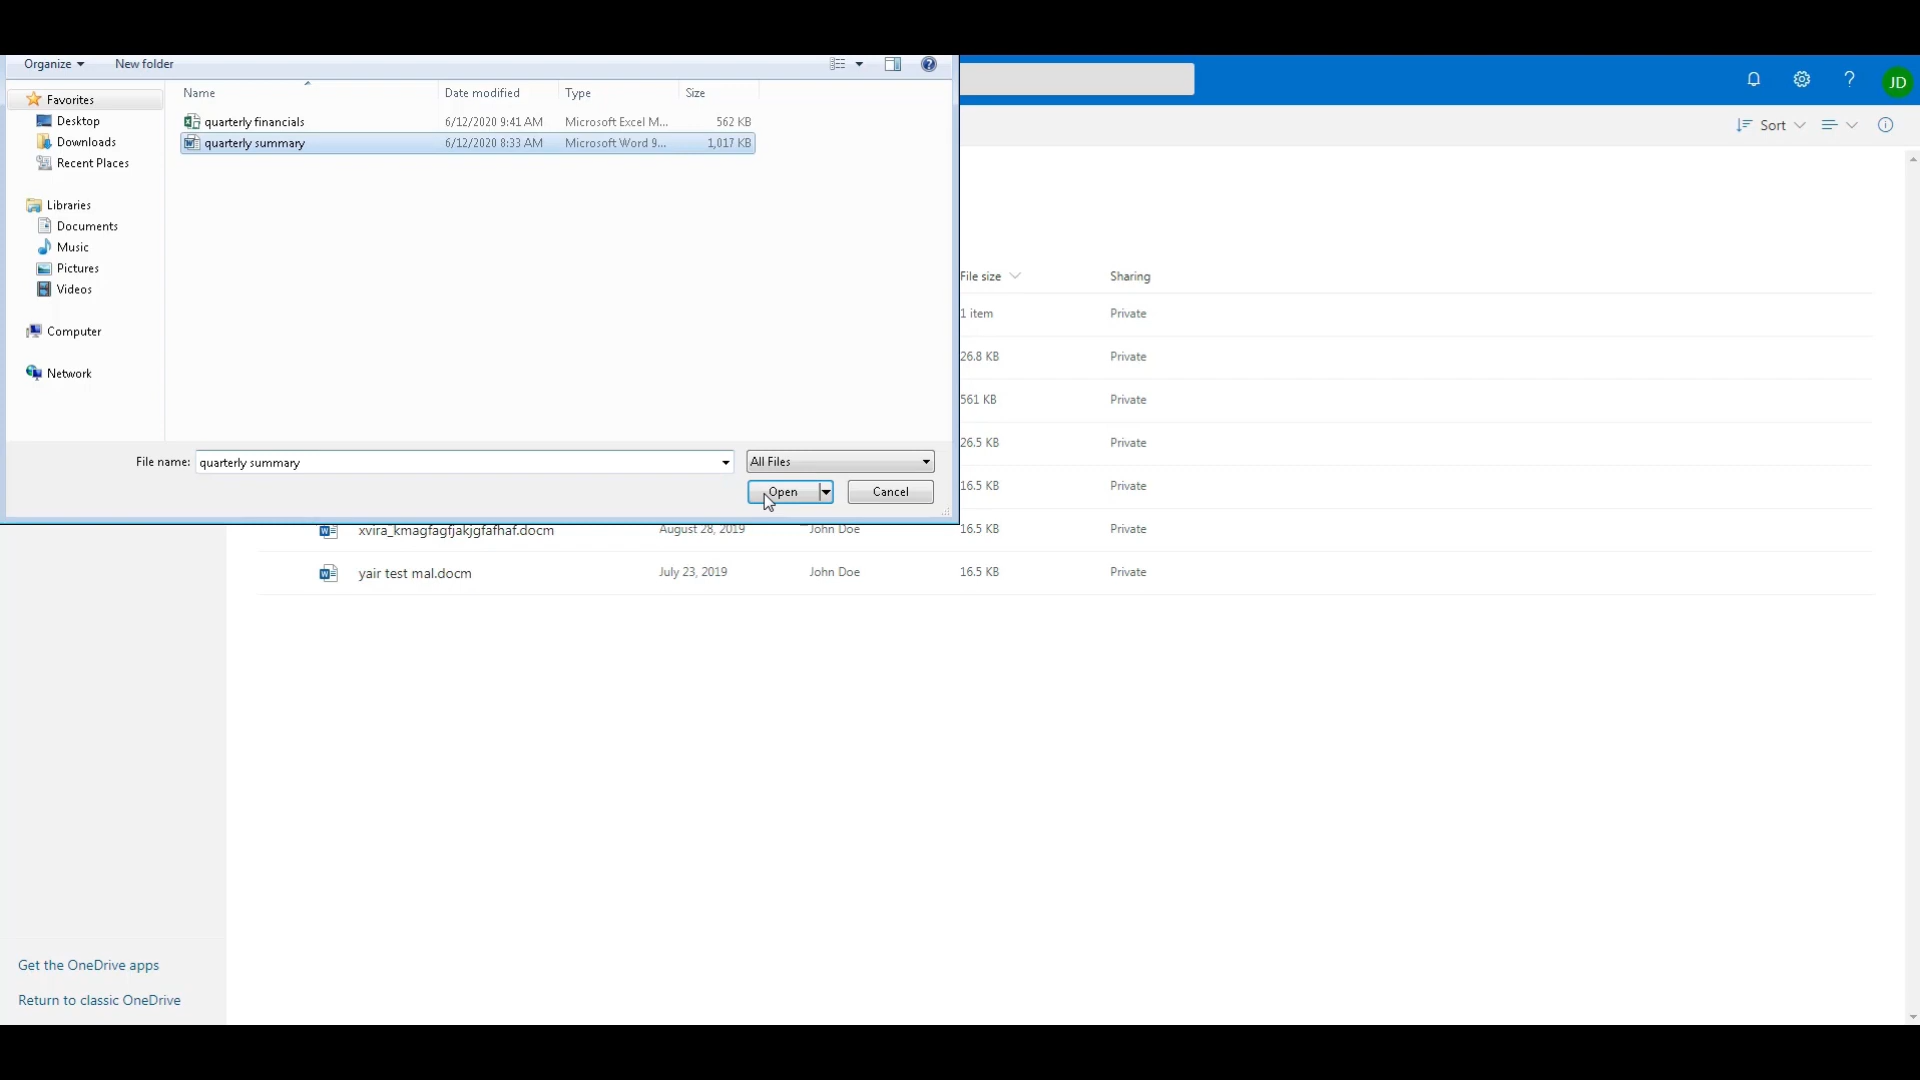 Organize New folder
Name Date modified Type Size
quarterly financials 6/12/2020 9:41 AM Microsoft Excel M... 562 KB
quarterly summary 6/12/2020 8:33 AM Microsoft Word 9... 1,017 KB
Favorites
Desktop
Downloads
Recent Places
Libraries
Documents
Music
Pictures
Videos
Computer
Network
File name: quarterly summary All Files
Open Cancel
? JD
Sort
File size Sharing
1 item Private
26.8 KB Private
561 KB Private
26.5 KB Private
16.5 KB Private
xvira_kmagfagfjakjgfafhaf.docm August 28, 2019 John Doe 16.5 KB Private
yair test mal.docm July 23, 2019 John Doe 16.5 KB Private
Get the OneDrive apps
Return to classic OneDrive